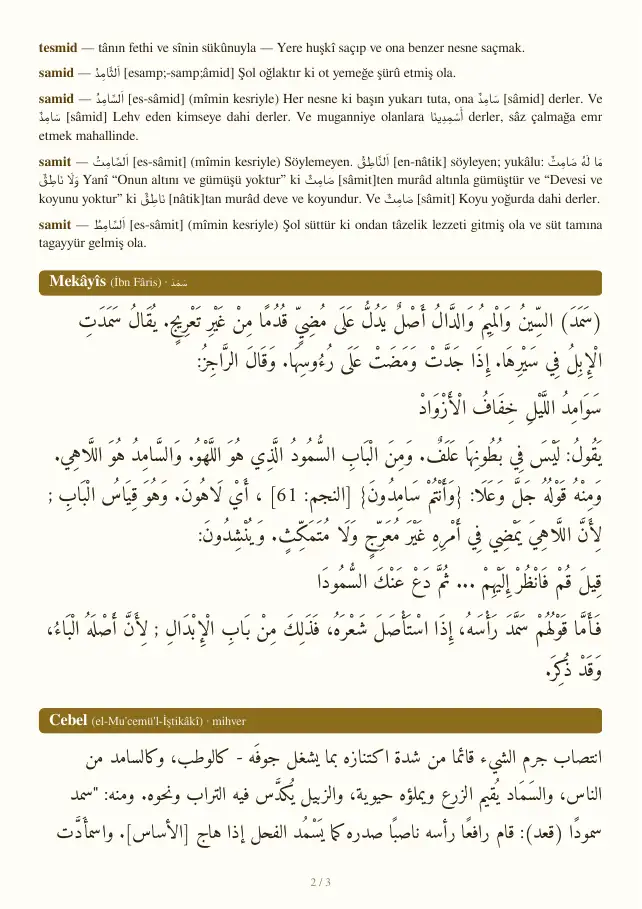 tesmid — tânın fethi ve sînin sükûnuyla — Yere huşkî saçıp ve ona benzer nesne saçmak.
samid — اَلثَّامِدُ [esamp;-samp;âmid] Şol oğlaktır ki ot yemeğe şürû etmiş ola.
samid — اَلسَّامِدُ [es-sâmid] (mîmin kesriyle) Her nesne ki başın yukarı tuta, ona سَامِدٌ [sâmid] derler. Ve
سَامِدٌ [sâmid] Lehv eden kimseye dahi derler. Ve muganniye olanlara أَسْمِدِينَا derler, sâz çalmağa emr
etmek mahallinde.
samit — اَلصَّامِتُ [es-sâmit] (mîmin kesriyle) Söylemeyen. اَلنَّاطِقُ [en-nâtik] söyleyen; yukâlu: مَا لَهُ صَامِتٌ
وَلَا نَاطِقٌ Yanî “Onun altını ve gümüşü yoktur” ki صَامِتٌ [sâmit]ten murâd altınla gümüştür ve “Devesi ve
koyunu yoktur” ki نَاطِقٌ [nâtik]tan murâd deve ve koyundur. Ve صَامِتٌ [sâmit] Koyu yoğurda dahi derler.
samit — اَلسَّامِطُ [es-sâmit] (mîmin kesriyle) Şol süttür ki ondan tâzelik lezzeti gitmiş ola ve süt tamına
tagayyür gelmiş ola.
Mekâyîs (İbn Fâris) · سَمَدَ
(سَمَدَ) السِّينُ وَالْمِيمُ وَالدَّالُ أَصْلٌ يَدُلُّ عَلَى مُضِيٍّ قُدُمًا مِنْ غَيْرِ تَعْرِيجٍ. يُقَالُ سَمَدَتِ
الْإِبِلُ فِي سَيْرِهَا. إِذَا جَدَّتْ وَمَضَتْ عَلَى رُءُوسِهَا. وَقَالَ الرَّاجِزُ:
سَوَامِدُ اللَّيْلِ خِفَافُ الْأَزْوَادْ
يَقُولُ: لَيْسَ فِي بُطُونِهَا عَلَفٌ. وَمِنَ الْبَابِ السُّمُودُ الَّذِي هُوَ اللَّهْوُ. وَالسَّامِدُ هُوَ اللَّاهِي.
وَمِنْهُ قَوْلُهُ جَلَّ وَعَلَا: {وَأَنْتُمْ سَامِدُونَ} [النجم: 61] ، أَيْ لَاهُونَ. وَهُوَ قِيَاسُ الْبَابِ ;
لِأَنَّ اللَّاهِيَ يَمْضِي فِي أَمْرِهِ غَيْرَ مُعَرِّجٍ وَلَا مُتَمَكِّثٍ. وَيُنْشِدُونَ:
قِيلَ قُمْ فَانْظُرْ إِلَيْهِمْ ... ثُمَّ دَعْ عَنْكَ السُّمُودَا
فَأَمَّا قَوْلُهُمْ سَمَّدَ رَأْسَهُ، إِذَا اسْتَأْصَلَ شَعْرَهُ، فَذَلِكَ مِنْ بَابِ الْإِبْدَالِ ; لِأَنَّ أَصْلَهُ الْبَاءُ،
وَقَدْ ذُكِرَ.
Cebel (el-Mu'cemü'l-İştikâkî) · mihver
انتصاب جرم الشيء قائما من شدة اكتنازه بما يشغل جوفَه - كالوطب، وكالسامد من
الناس، والسَمَاد يُقيم الزرع ويملؤه حيوية، والزبيل يُكدَّس فيه التراب ونحوه. ومنه: "سمد
سمودًا (قعد): قام رافعًا رأسه ناصبًا صدره كما يَسْمُد الفحل إذا هاج [الأساس]. واسمأَدَّت
2 / 3